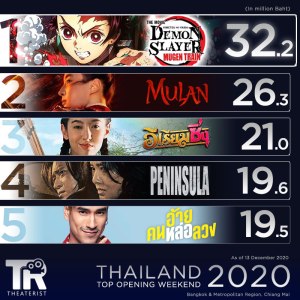 (In million Baht)
1
THE MOVIE
DEMON
SLAYER
MUGEN TRAIN
32.2
2
MULAN
26.3
3
อีเรียมซิ่ง
21.0
4
PENINSULA
19.6
5
อ้าย
คนหล่อลวง
19.5
As of 13 December 2020
TR
THEATERIST
THAILAND
TOP OPENING WEEKEND
2020
Bangkok & Metropolitan Region, Chiang Mai